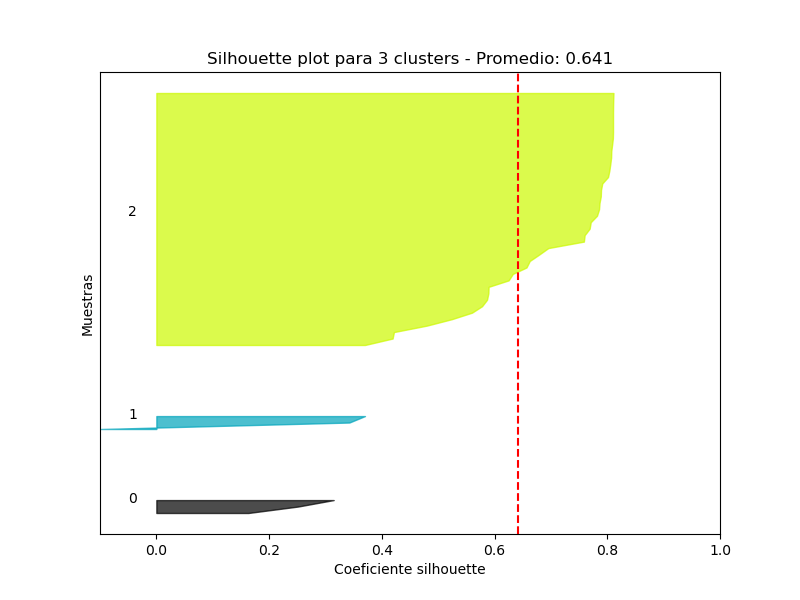 Silhouette plot para 3 clusters - Promedio: 0.641
2
1
0
Muestras
0.0 0.2 0.4 0.6 0.8 1.0
Coeficiente silhouette